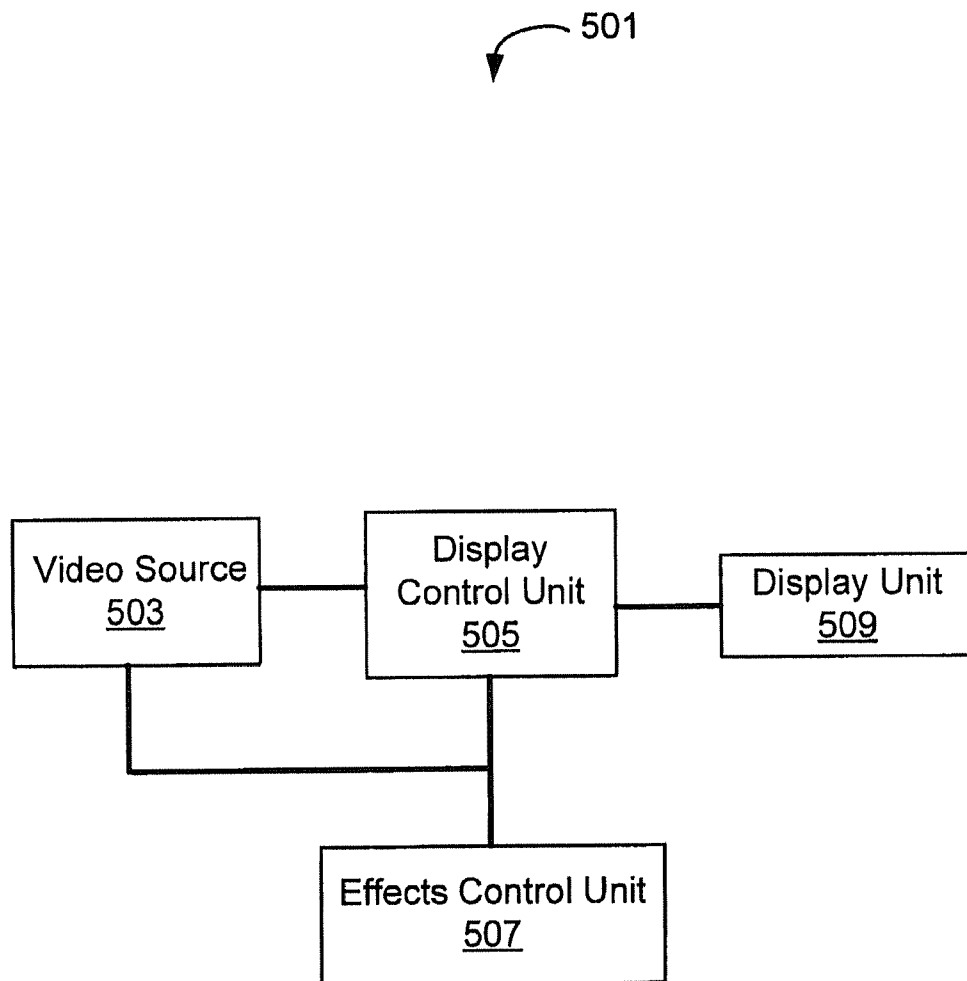 501
Video Source
503
Display
Control Unit
505
Display Unit
509
Effects Control Unit
507